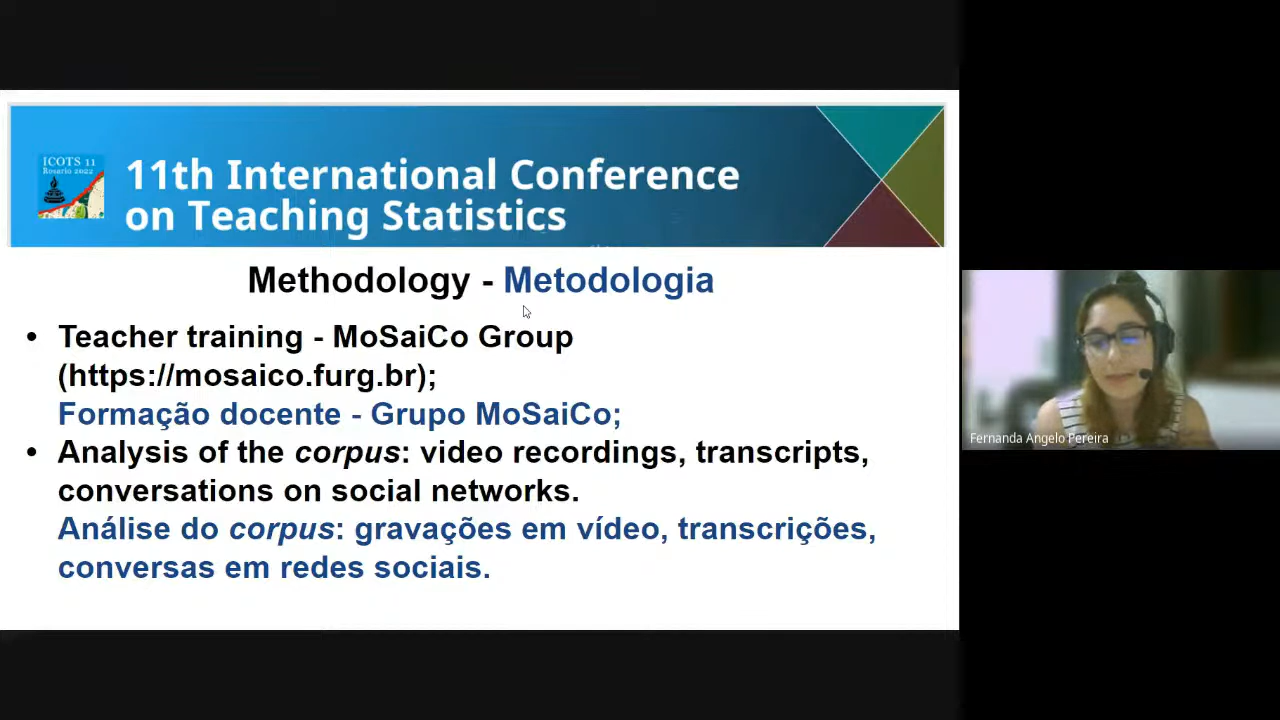 ICOTS 11
Rosario 2022
11th International Conference
on Teaching Statistics
Methodology - Metodologia
• Teacher training - MoSaiCo Group
(https://mosaico.furg.br);
Formação docente - Grupo MoSaiCo;
• Analysis of the corpus: video recordings, transcripts,
conversations on social networks.
Análise do corpus: gravações em vídeo, transcrições,
conversas em redes sociais.
Fernanda Angelo Pereira